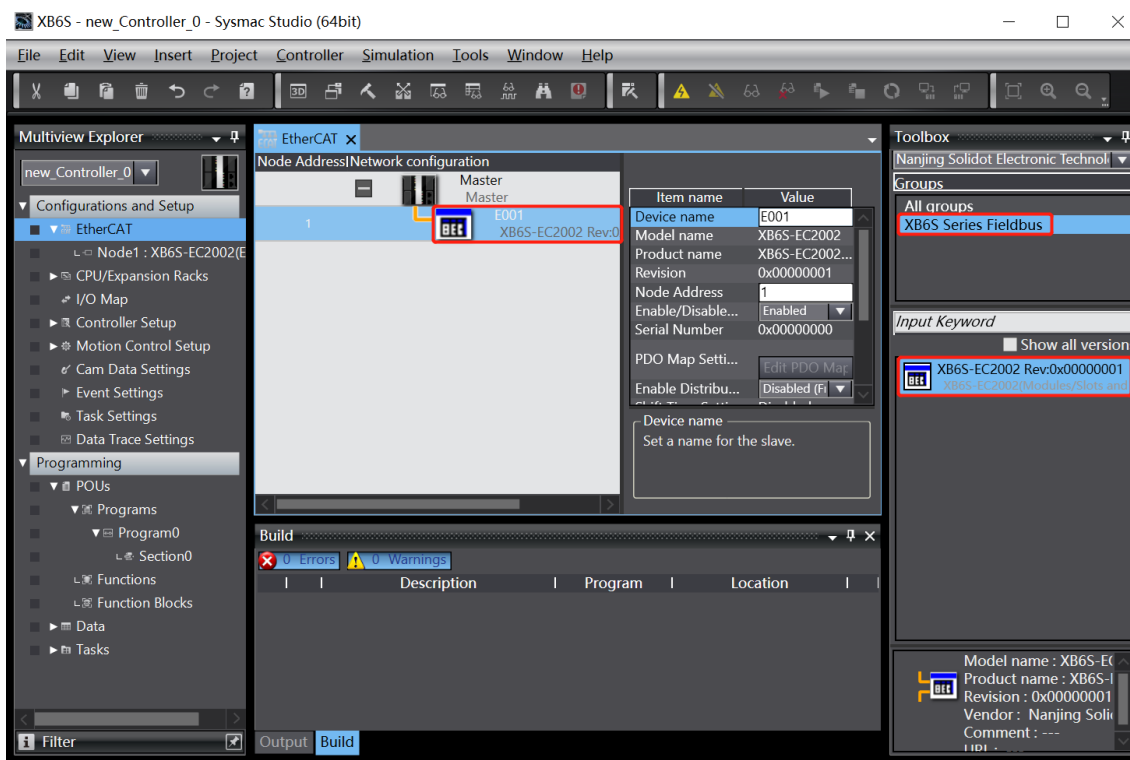 XB6S - new_Controller_0 - Sysmac Studio (64bit)
File Edit View Insert Project Controller Simulation Tools Window Help
Multiview Explorer
new_Controller_0
Configurations and Setup
EtherCAT
Node1 : XB6S-EC2002(E
CPU/Expansion Racks
I/O Map
Controller Setup
Motion Control Setup
Cam Data Settings
Event Settings
Task Settings
Data Trace Settings
Programming
POUs
Programs
Program0
Section0
Functions
Function Blocks
Data
Tasks
Filter
EtherCAT
Node Address Network configuration
Master
Master
1
E001
XB6S-EC2002 Rev:0
Item name Value
Device name E001
Model name XB6S-EC2002
Product name XB6S-EC2002...
Revision 0x00000001
Node Address 1
Enable/Disable... Enabled
Serial Number 0x00000000
PDO Map Setti... Edit PDO Map
Enable Distribu... Disabled (Fi
Device name
Set a name for the slave.
Build
0 Errors 0 Warnings
Description Program Location
Output Build
Toolbox
Nanjing Solidot Electronic Technol
Groups
All groups
XB6S Series Fieldbus
Input Keyword
Show all version
XB6S-EC2002 Rev:0x00000001
XB6S-EC2002(Modules/Slots and
Model name : XB6S-E
Product name : XB6S-
Revision : 0x00000001
Vendor : Nanjing Soli
Comment : ---